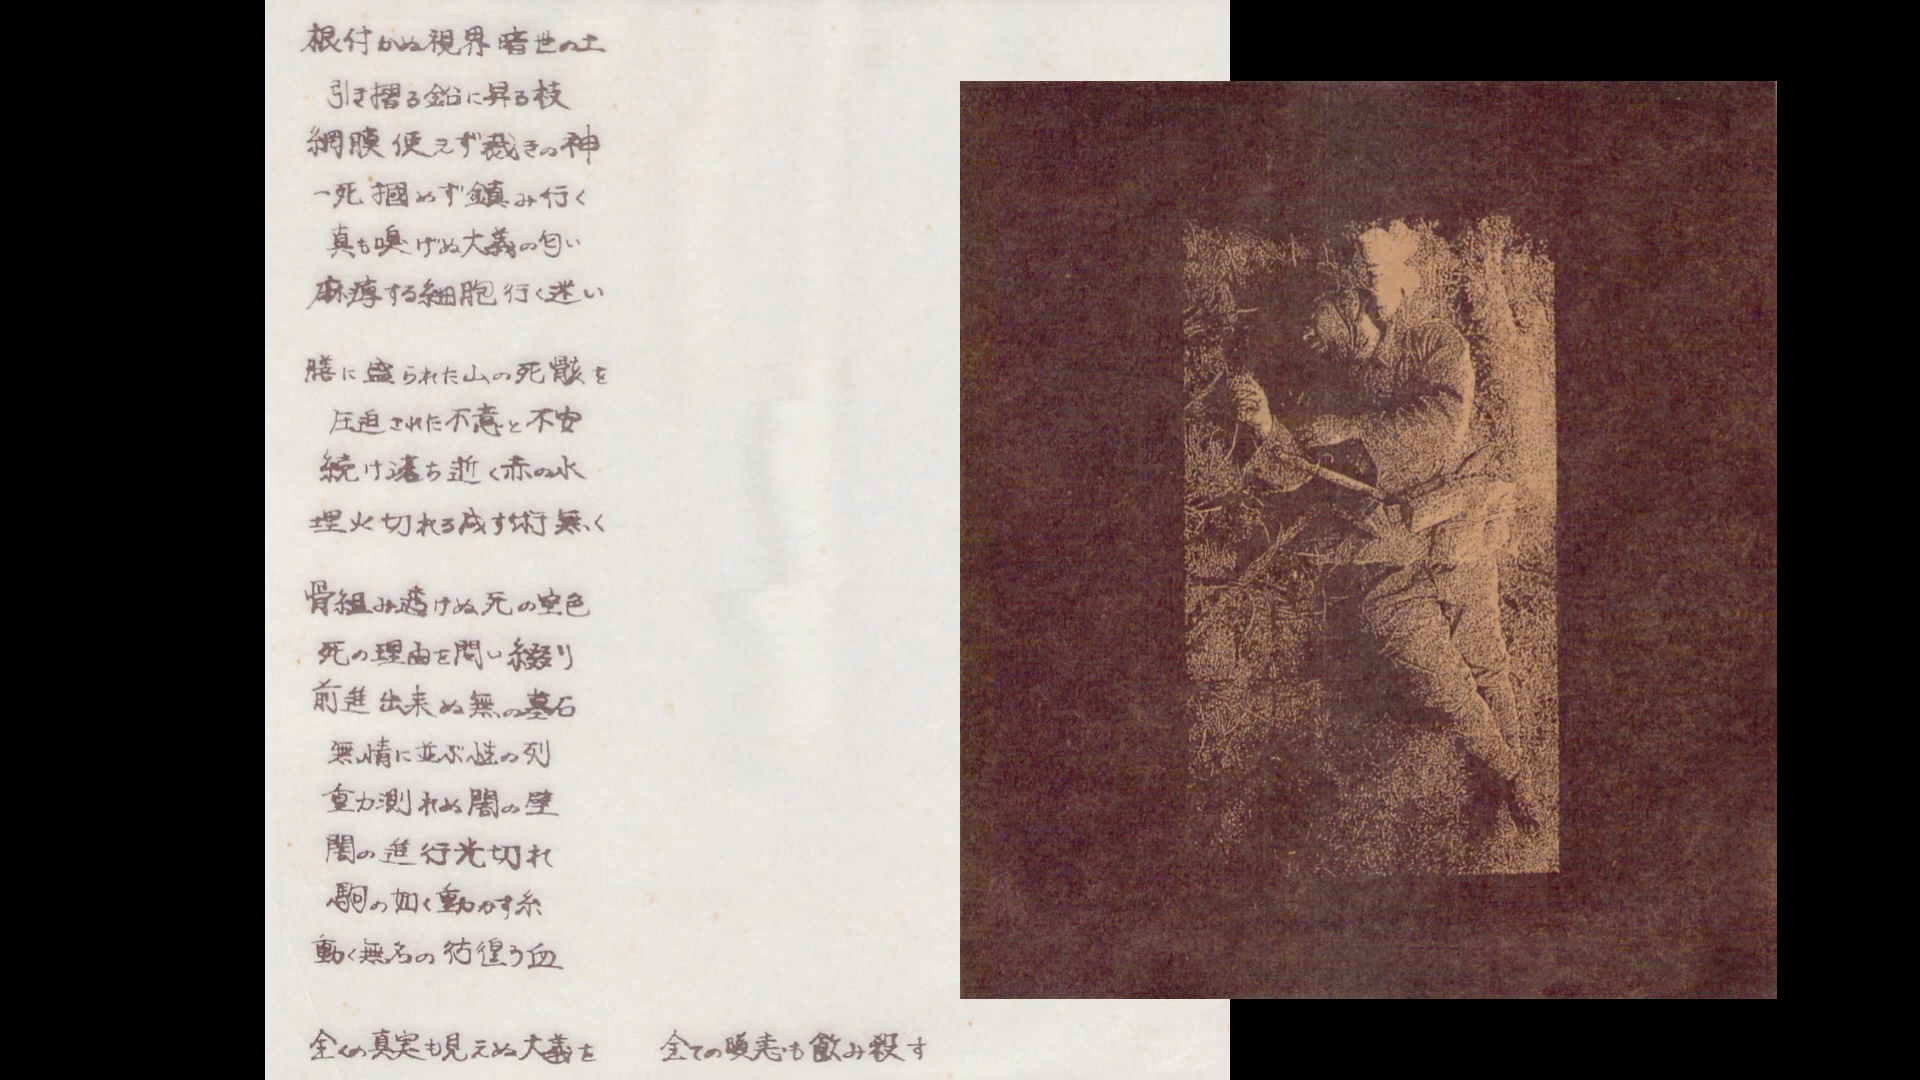 根付かぬ視界暗世の土
引き摺る鉛に昇る枝
網膜使えず裁きの神
一死掴めず鎮み行く
真も嗅げぬ大義の匂い
麻痺する細胞行く迷い
膳に盛られた山の死骸を
圧迫された不意と不安
続け落ち逝く赤の水
埋火切れる成す術無く
骨組み透けぬ死の空色
死の理由を問い綴り
前進出来ぬ無の墓石
無情に並ぶ性の列
重力測れぬ闇の壁
闇の進行光切れ
駒の如く動かす糸
動く無名の彷徨う血
全くの真実も見えぬ大義を 全ての瞋恚も飲み殺す